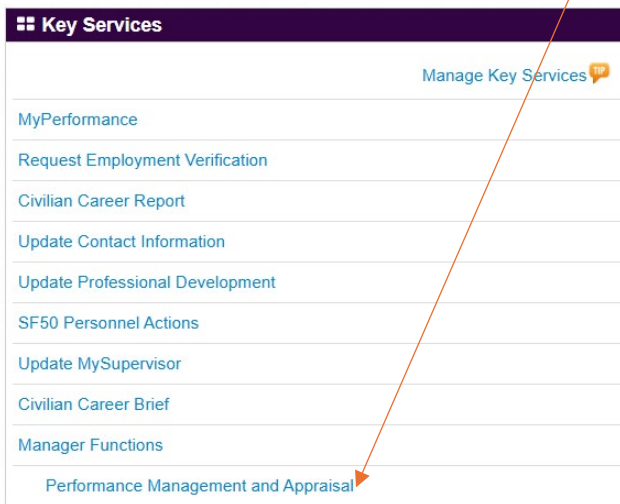 Key Services
Manage Key Services TIP
MyPerformance
Request Employment Verification
Civilian Career Report
Update Contact Information
Update Professional Development
SF50 Personnel Actions
Update MySupervisor
Civilian Career Brief
Manager Functions
Performance Management and Appraisal